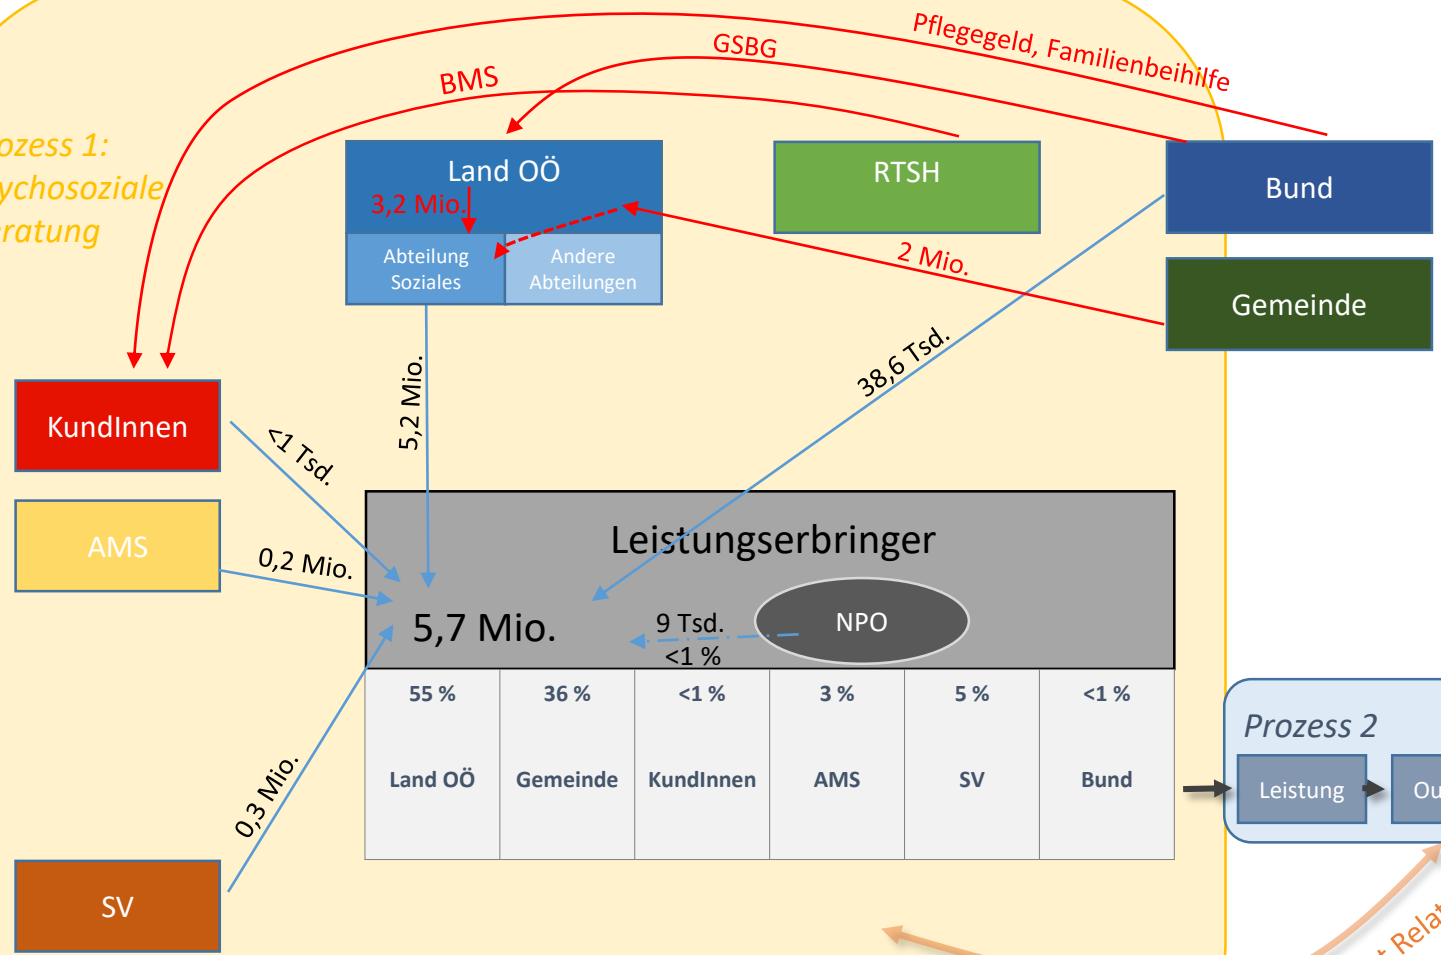 Pflegegeld, Familienbeihilfe
GSBG
BMS
ozess 1:
ychosoziale
eratung
Land OÖ
3,2 Mio.
Abteilung
Soziales
Andere
Abteilungen
RTSH
Bund
2 Mio.
Gemeinde
38,6 Tsd.
5,2 Mio.
KundInnen
<1 Tsd.
AMS
0,2 Mio.
Leistungserbringer
5,7 Mio.
9 Tsd.
<1 %
NPO
55 % 36 % <1 % 3 % 5 % <1 %
Land OÖ Gemeinde KundInnen AMS SV Bund
0,3 Mio.
SV
Prozess 2
Leistung
Ou
t Relat